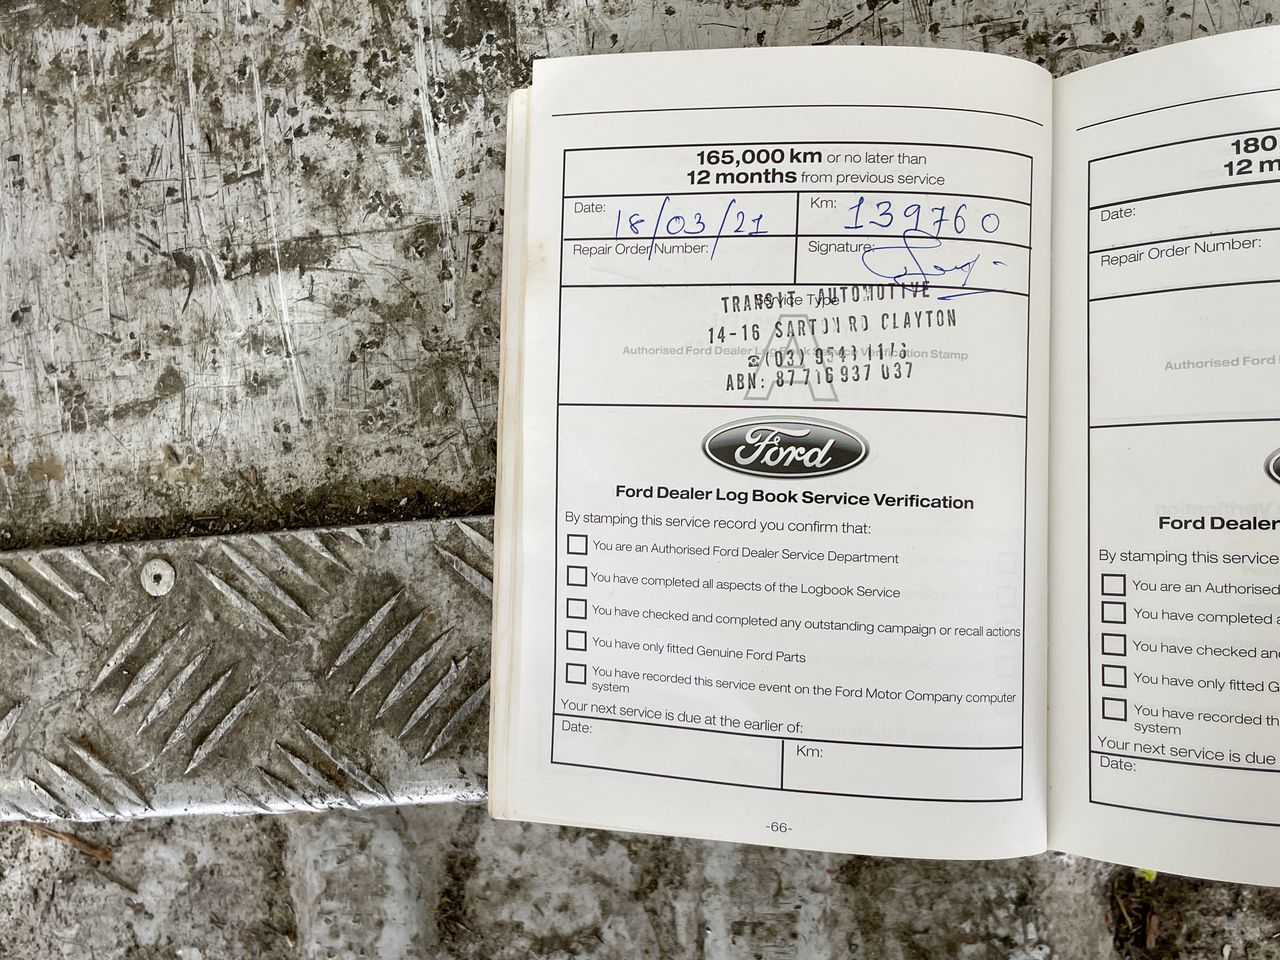 165,000 km or no later than
12 months from previous service
Date: 18/03/21
Km: 139760
Repair Order Number:
Signature:
Service Type
A
TRANSIT AUTOMOTIVE
14-16 SARTON RD CLAYTON
Authorised Ford Dealer Log Book Service Verification Stamp
☎(03)
ABN: 87 716 937 037
Ford
Ford Dealer Log Book Service Verification
By stamping this service record you confirm that:
You are an Authorised Ford Dealer Service Department
You have completed all aspects of the Logbook Service
You have checked and completed any outstanding campaign or recall actions
You have only fitted Genuine Ford Parts
You have recorded this service event on the Ford Motor Company computer
system
Your next service is due at the earlier of:
Date:
Km:
-66-
180
12 m
Date:
Repair Order Number:
Authorised Ford
Ford Dealer
By stamping this service
You are an Authorised
You have completed a
You have checked and
You have only fitted G
You have recorded th
system
Your next service is due
Date: